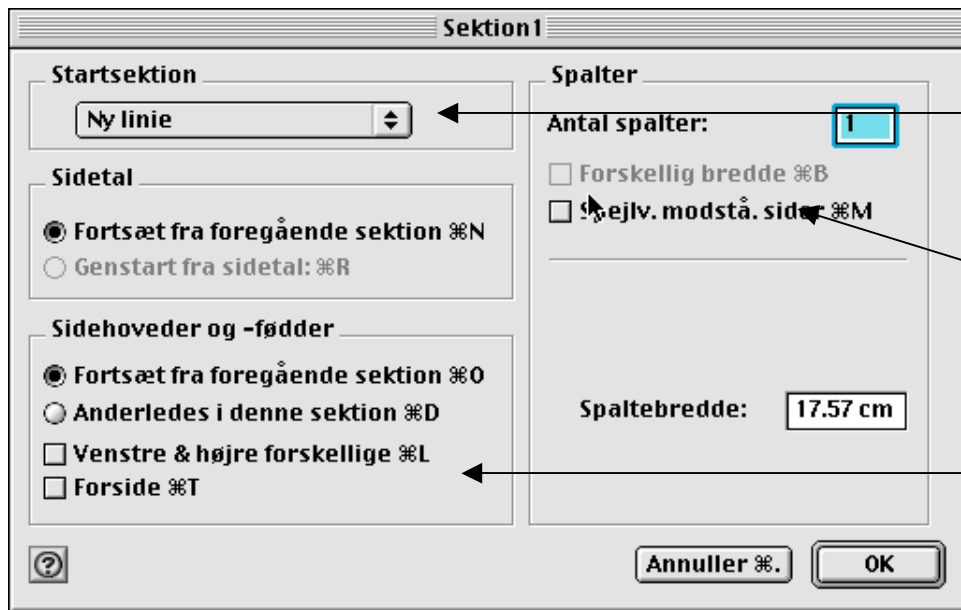 Sektion1
Startsektion
Ny linie
Sidetal
Fortsæt fra foregående sektion ⌘N
Genstart fra sidetal: ⌘R
Sidehoveder og -fødder
Fortsæt fra foregående sektion ⌘O
Anderledes i denne sektion ⌘D
Venstre & højre forskellige ⌘L
Forside ⌘T
Spalter
Antal spalter: 1
Forskellig bredde ⌘B
Spejlv. modstå. sider ⌘M
Spaltebredde: 17.57 cm
?
Annuller ⌘. OK